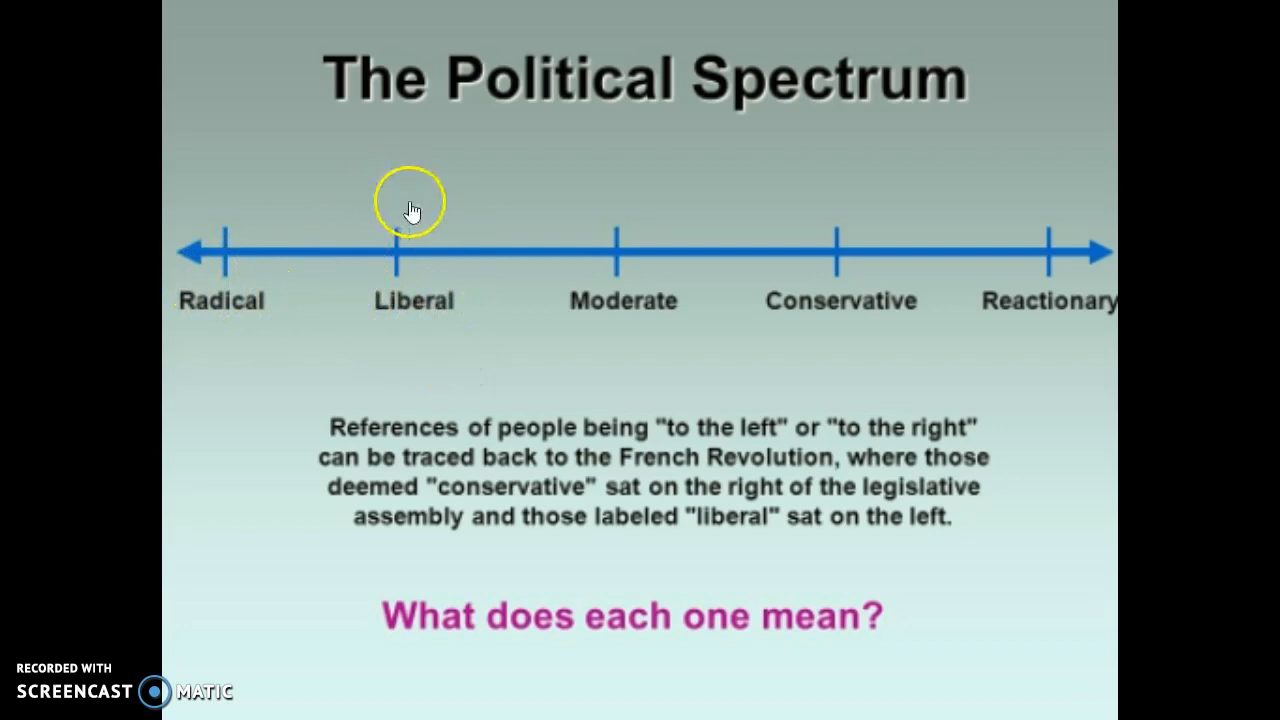 The Political Spectrum
Radical Liberal Moderate Conservative Reactionary
References of people being "to the left" or "to the right"
can be traced back to the French Revolution, where those
deemed "conservative" sat on the right of the legislative
assembly and those labeled "liberal" sat on the left.
What does each one mean?
RECORDED WITH
SCREENCAST MATIC